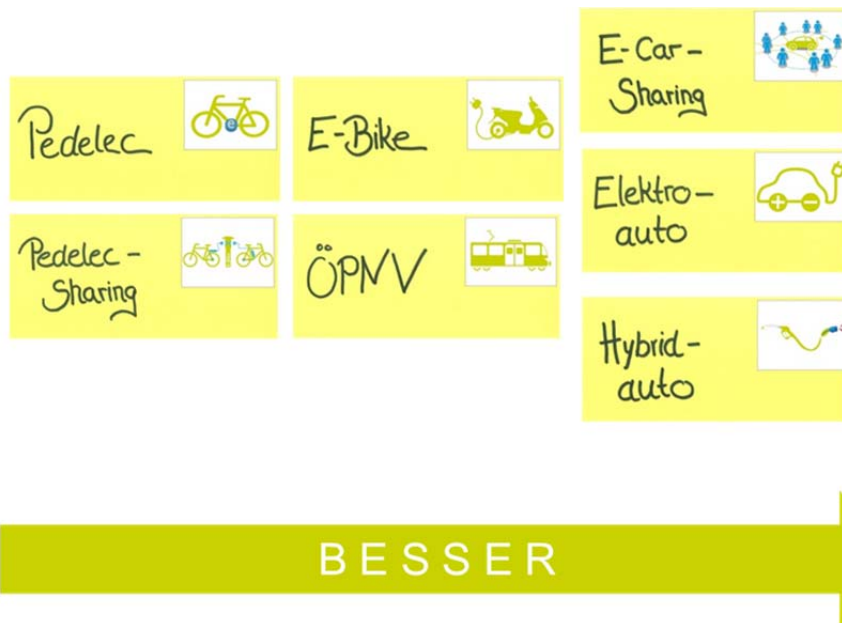 Pedelec
Pedelec-
Sharing
E-Bike
ÖPNV
E-Car-
Sharing
Elektro-
auto
Hybrid-
auto
BESSER